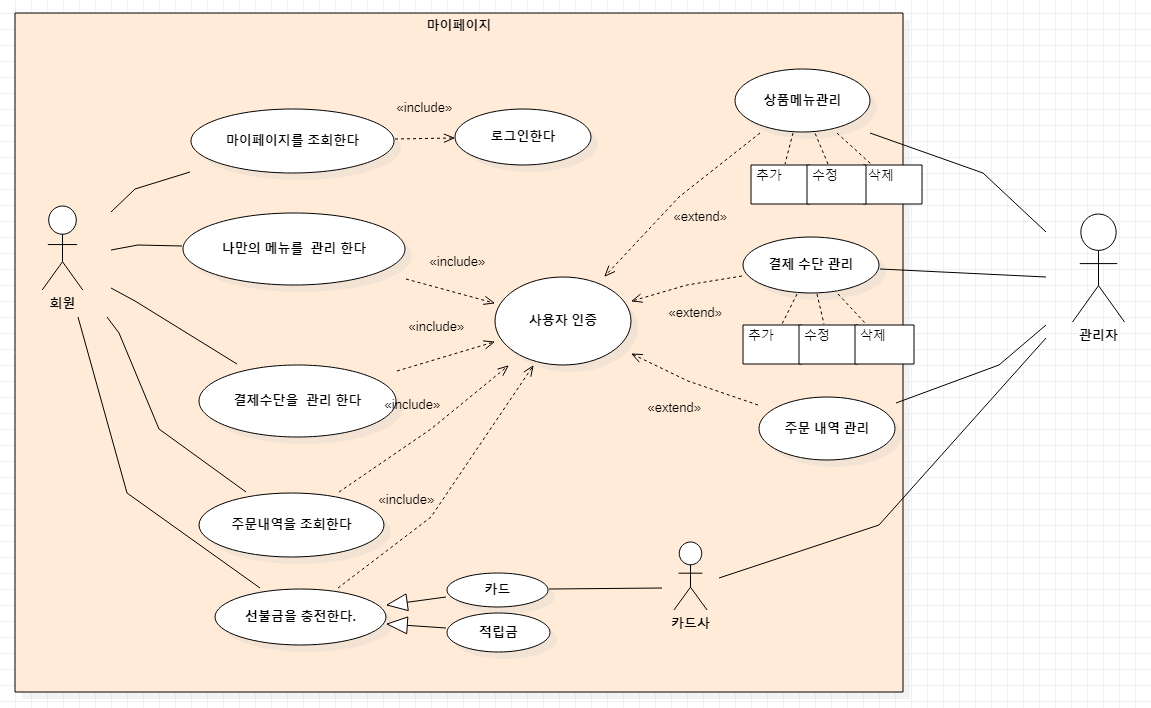 마이페이지
상품메뉴관리
«include»
마이페이지를 조회한다
로그인한다
추가
수정
삭제
«extend»
나만의 메뉴를  관리 한다
«include»
결제 수단 관리
회원
사용자 인증
«extend»
«include»
추가
수정
삭제
관리자
결제수단을  관리 한다
«include»
«extend»
주문 내역 관리
«include»
주문내역을 조회한다
카드
선불금을 충전한다.
적립금
카드사